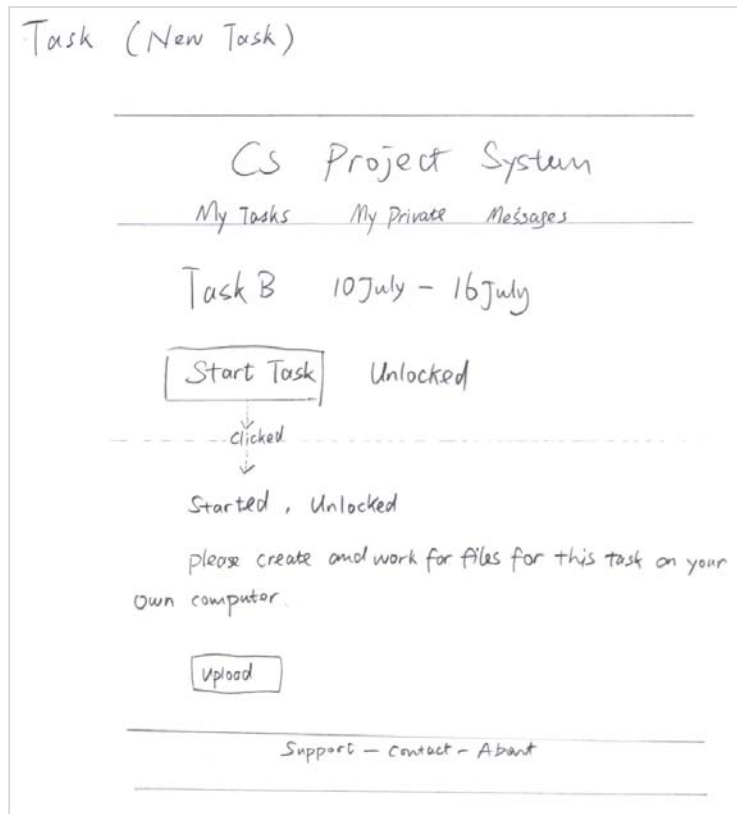 Task (New Task)
Cs Project System
My Tasks My Private Messages
Task B 10 July - 16 July
Start Task Unlocked
clicked
Started, Unlocked
please create and work for files for this task on your
own computer.
Upload
Support - Contact - About